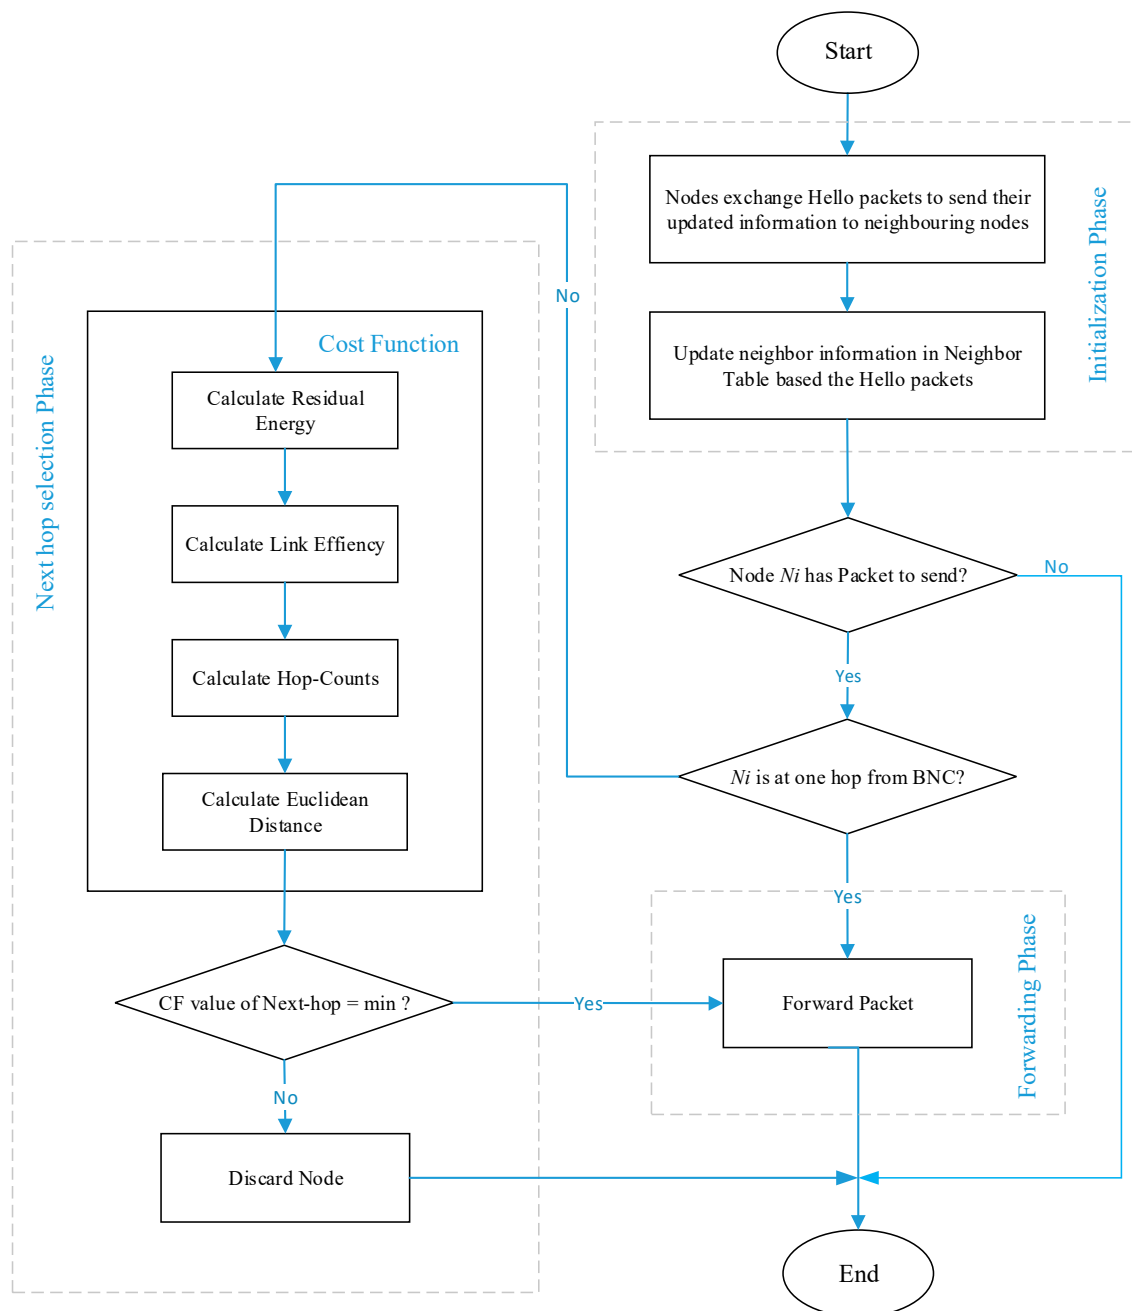 Start
Nodes exchange Hello packets to send their
updated information to neighbouring nodes
Initialization Phase
Update neighbor information in Neighbor
Table based the Hello packets
Node Ni has Packet to send?
No
Yes
Ni is at one hop from BNC?
No
Yes
Next hop selection Phase
Cost Function
Calculate Residual
Energy
Calculate Link Effiency
Calculate Hop-Counts
Calculate Euclidean
Distance
CF value of Next-hop = min ?
Yes
No
Discard Node
Forward Packet
Forwarding Phase
End